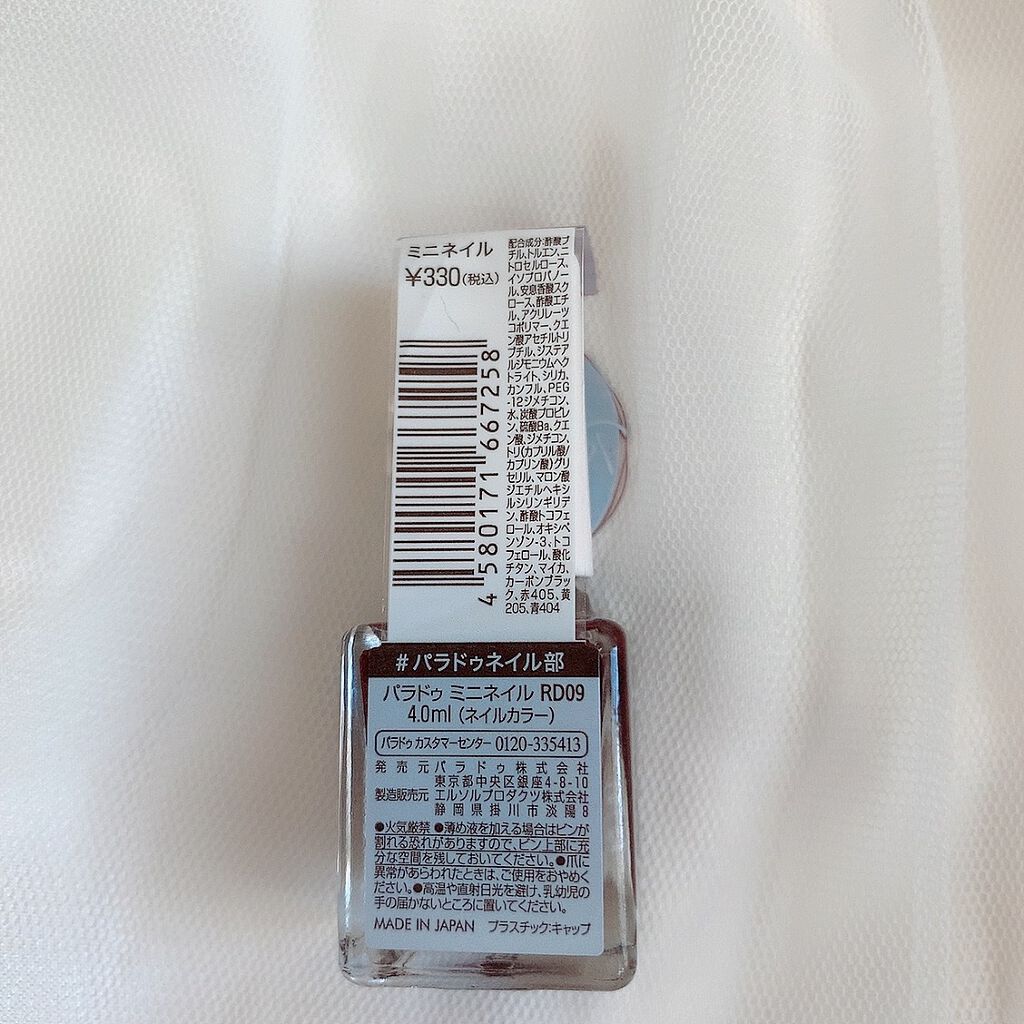 ミニネイル
¥330(税込)
4 580171 667258
配合成分:酢酸ブ
チル、トルエン、ニ
トロセルロース、
イソプロパノー
ル、安息香酸スク
ロース、酢酸エチ
ル、アクリレーツ
コポリマー、クエ
ン酸アセチルトリ
ブチル、ジステア
ルジモニウムヘク
トライト、シリカ、
カンフル、PEG
-12ジメチコン、
水、炭酸プロピレ
ン、硫酸Ba、クエ
ン酸、ジメチコン、
トリ(カプリル酸/
カプリン酸)グリ
セリル、マロン酸
ジエチルヘキシ
ルシリンギリデ
ン、酢酸トコフェ
ロール、オキシベ
ンゾン-3、トコ
フェロール、酸化
チタン、マイカ、
カーボンブラッ
ク、赤405、黄
205、青404
#パラドゥネイル部
パラドゥ ミニネイル RD09
4.0ml (ネイルカラー)
パラドゥ カスタマーセンター 0120-335413
発売元 パラドゥ株式会社
東京都中央区銀座4-8-10
製造販売元 エルソルプロダクツ株式会社
静岡県掛川市淡陽8
●火気厳禁 ●薄め液を加える場合はビンが
割れる恐れがありますので、ビン上部に充
分な空間を残しておいてください。●爪に
異常があらわれたときは、ご使用をおやめく
ださい。●高温や直射日光を避け、乳幼児の
手の届かないところに置いてください。
MADE IN JAPAN プラスチック:キャップ